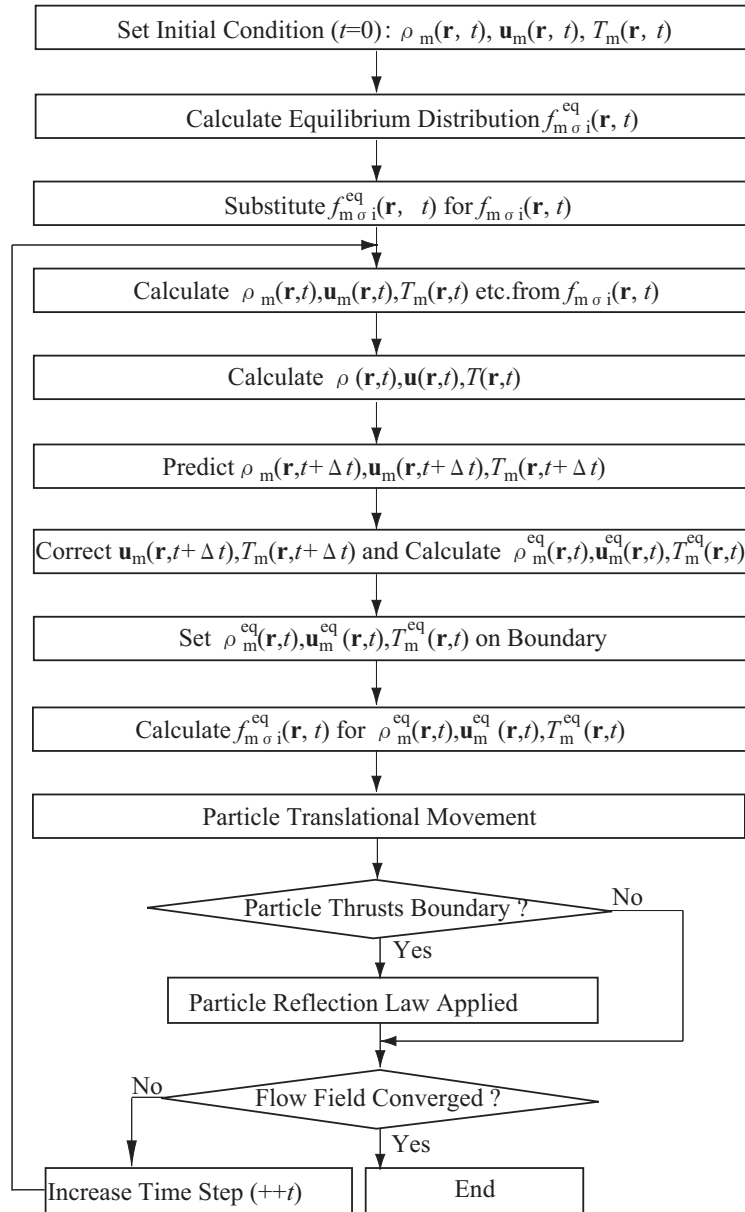 Set Initial Condition (t=0): ρ m(r, t), um(r, t), Tm(r, t)
Calculate Equilibrium Distribution f eq mσi(r, t)
Substitute f eq mσi(r, t) for f mσi(r, t)
Calculate ρ m(r,t),um(r,t),Tm(r,t) etc.from f mσi(r, t)
Calculate ρ (r,t),u(r,t),T(r,t)
Predict ρ m(r,t+Δt),um(r,t+Δt),Tm(r,t+Δt)
Correct um(r,t+Δt),Tm(r,t+Δt) and Calculate ρ eq m(r,t),u eq m(r,t),T eq m(r,t)
Set ρ eq m(r,t),u eq m(r,t),T eq m(r,t) on Boundary
Calculate f eq mσi(r, t) for ρ eq m(r,t),u eq m(r,t),T eq m(r,t)
Particle Translational Movement
Particle Thrusts Boundary ?
No
Yes
Particle Reflection Law Applied
No
Flow Field Converged ?
Yes
Increase Time Step (++t)
End